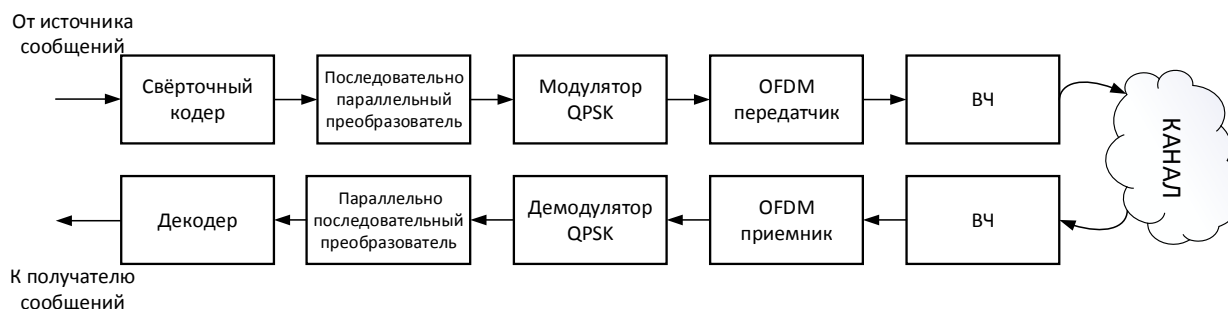 От источника
сообщений
Свёрточный
кодер
Последовательно
параллельный
преобразователь
Модулятор
QPSK
OFDM
передатчик
ВЧ
КАНАЛ
Декодер
Параллельно
последовательный
преобразователь
Демодулятор
QPSK
OFDM
приемник
ВЧ
К получателю
сообщений